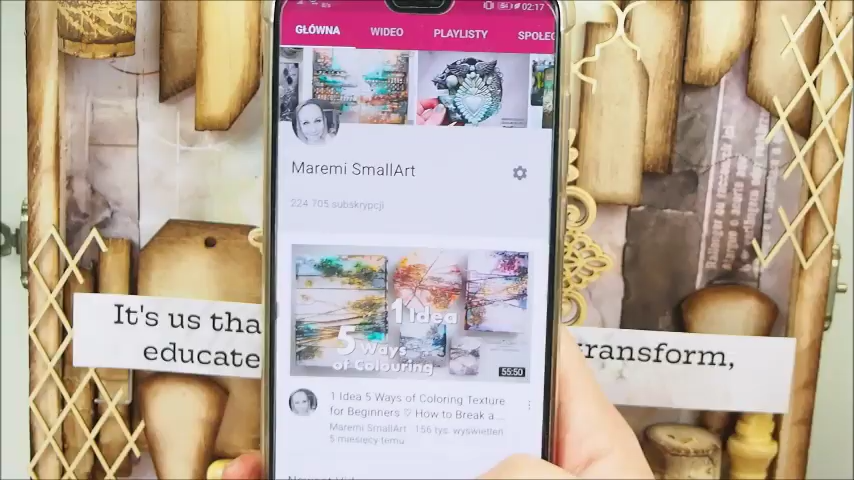 02:17
GŁÓWNA WIDEO PLAYLISTY SPOŁEC
Maremi SmallArt
224 705 subskrypcji
1 Idea
5 Ways
of Colouring
55:50
1 Idea 5 Ways of Coloring Texture
for Beginners ♡ How to Break a...
Maremi SmallArt · 156 tys. wyświetleń
5 miesięcy temu
It's us tha
educate
transform,